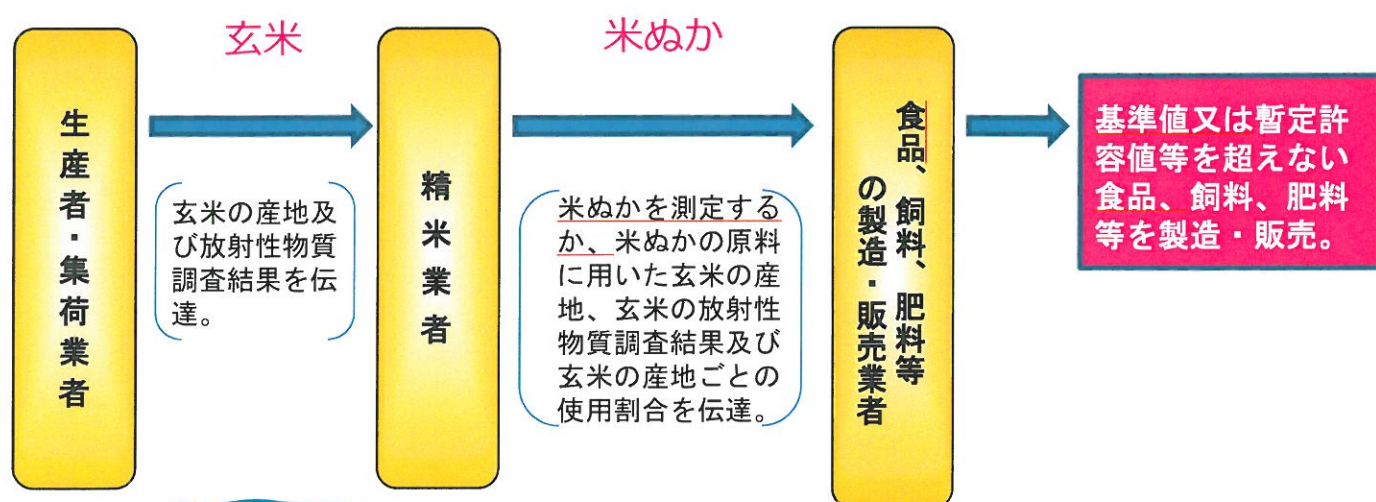 玄米
米ぬか
生産者・集荷業者
玄米の産地及
び放射性物質
調査結果を伝
達。
精米業者
米ぬかを測定する
か、米ぬかの原料
に用いた玄米の産
地、玄米の放射性
物質調査結果及び
玄米の産地ごとの
使用割合を伝達。
食品、飼料、肥料等
の製造・販売業者
基準値又は暫定許
容値等を超えない
食品、飼料、肥料
等を製造・販売。